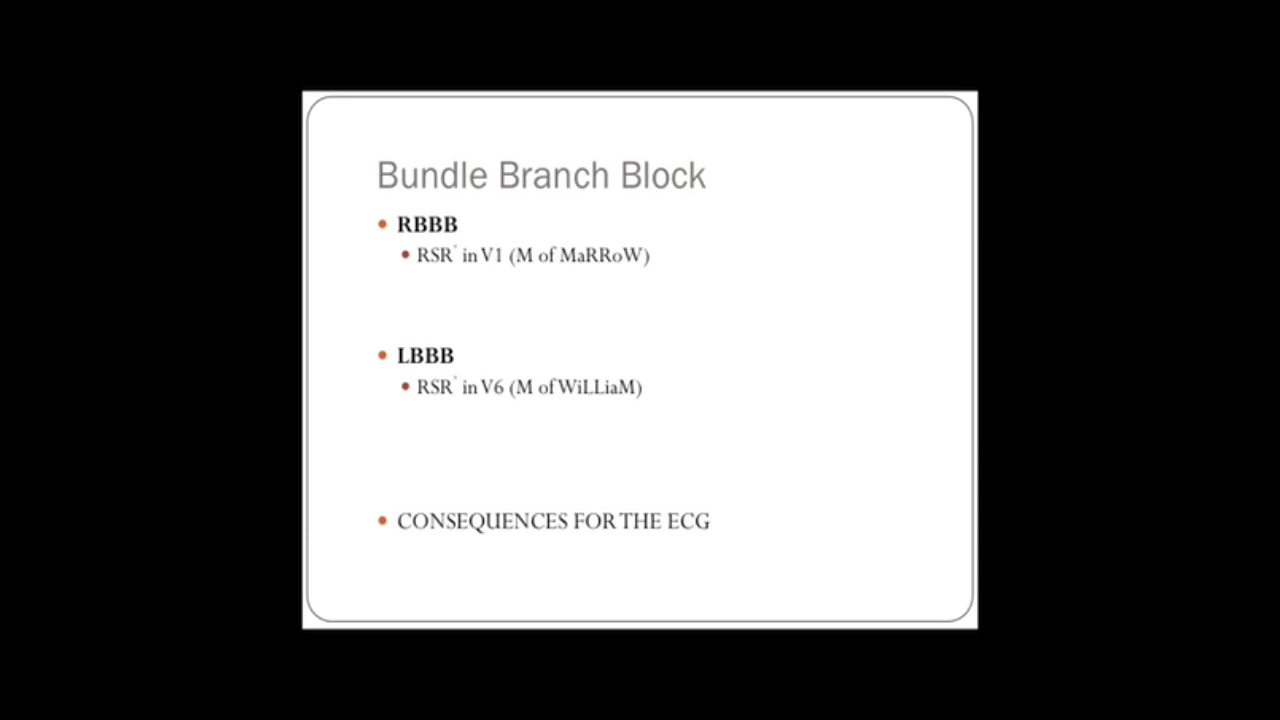 Bundle Branch Block
RBBB
RSR' in V1 (M of MaRRoW)
LBBB
RSR' in V6 (M of WiLLiaM)
CONSEQUENCES FOR THE ECG